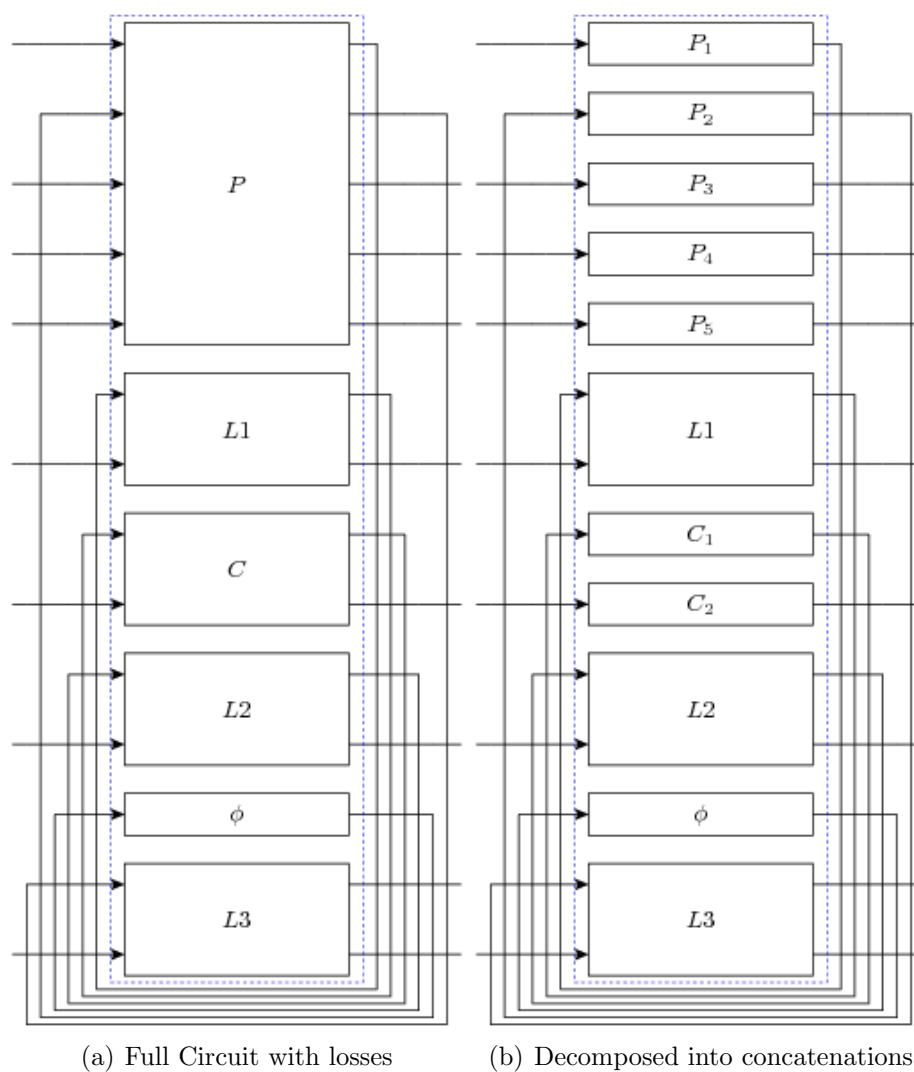 P
L1
C
L2
ϕ
L3
P₁
P₂
P₃
P₄
P₅
L1
C₁
C₂
L2
ϕ
L3
(a) Full Circuit with losses
(b) Decomposed into concatenations